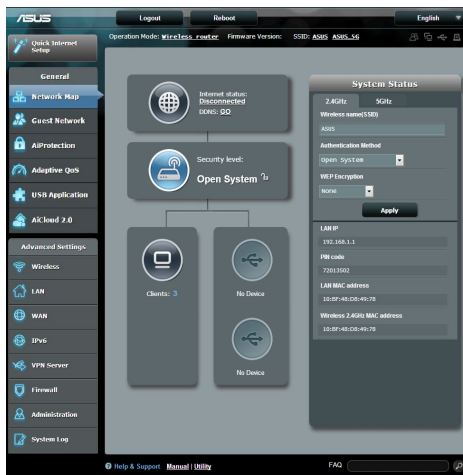 ASUS
Logout
Reboot
English
Quick Internet
Setup
Operation Mode: Wireless router Firmware Version: SSID: ASUS ASUS_5G
General
Network Map
Guest Network
AiProtection
Adaptive QoS
USB Application
AiCloud 2.0
Advanced Settings
Wireless
LAN
WAN
IPv6
VPN Server
Firewall
Administration
System Log
Internet status:
Disconnected
DDNS: GO
Security level:
Open System
Clients: 3
No Device
No Device
System Status
2.4GHz
5GHz
Wireless name(SSID)
ASUS
Authentication Method
Open System
WEP Encryption
None
Apply
LAN IP
192.168.1.1
PIN code
72013502
LAN MAC address
10:BF:48:D8:49:78
Wireless 2.4GHz MAC address
10:BF:48:D8:49:78
Help & Support Manual | Utility
FAQ